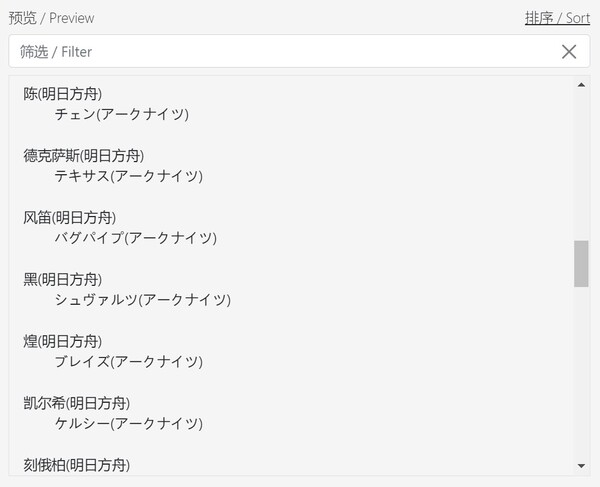 预览 / Preview
排序 / Sort
筛选 / Filter
陈(明日方舟)
チェン(アークナイツ)
德克萨斯(明日方舟)
テキサス(アークナイツ)
风笛(明日方舟)
バグパイプ(アークナイツ)
黑(明日方舟)
シュヴァルツ(アークナイツ)
煌(明日方舟)
ブレイズ(アークナイツ)
凯尔希(明日方舟)
ケルシー(アークナイツ)
刻俄柏(明日方舟)